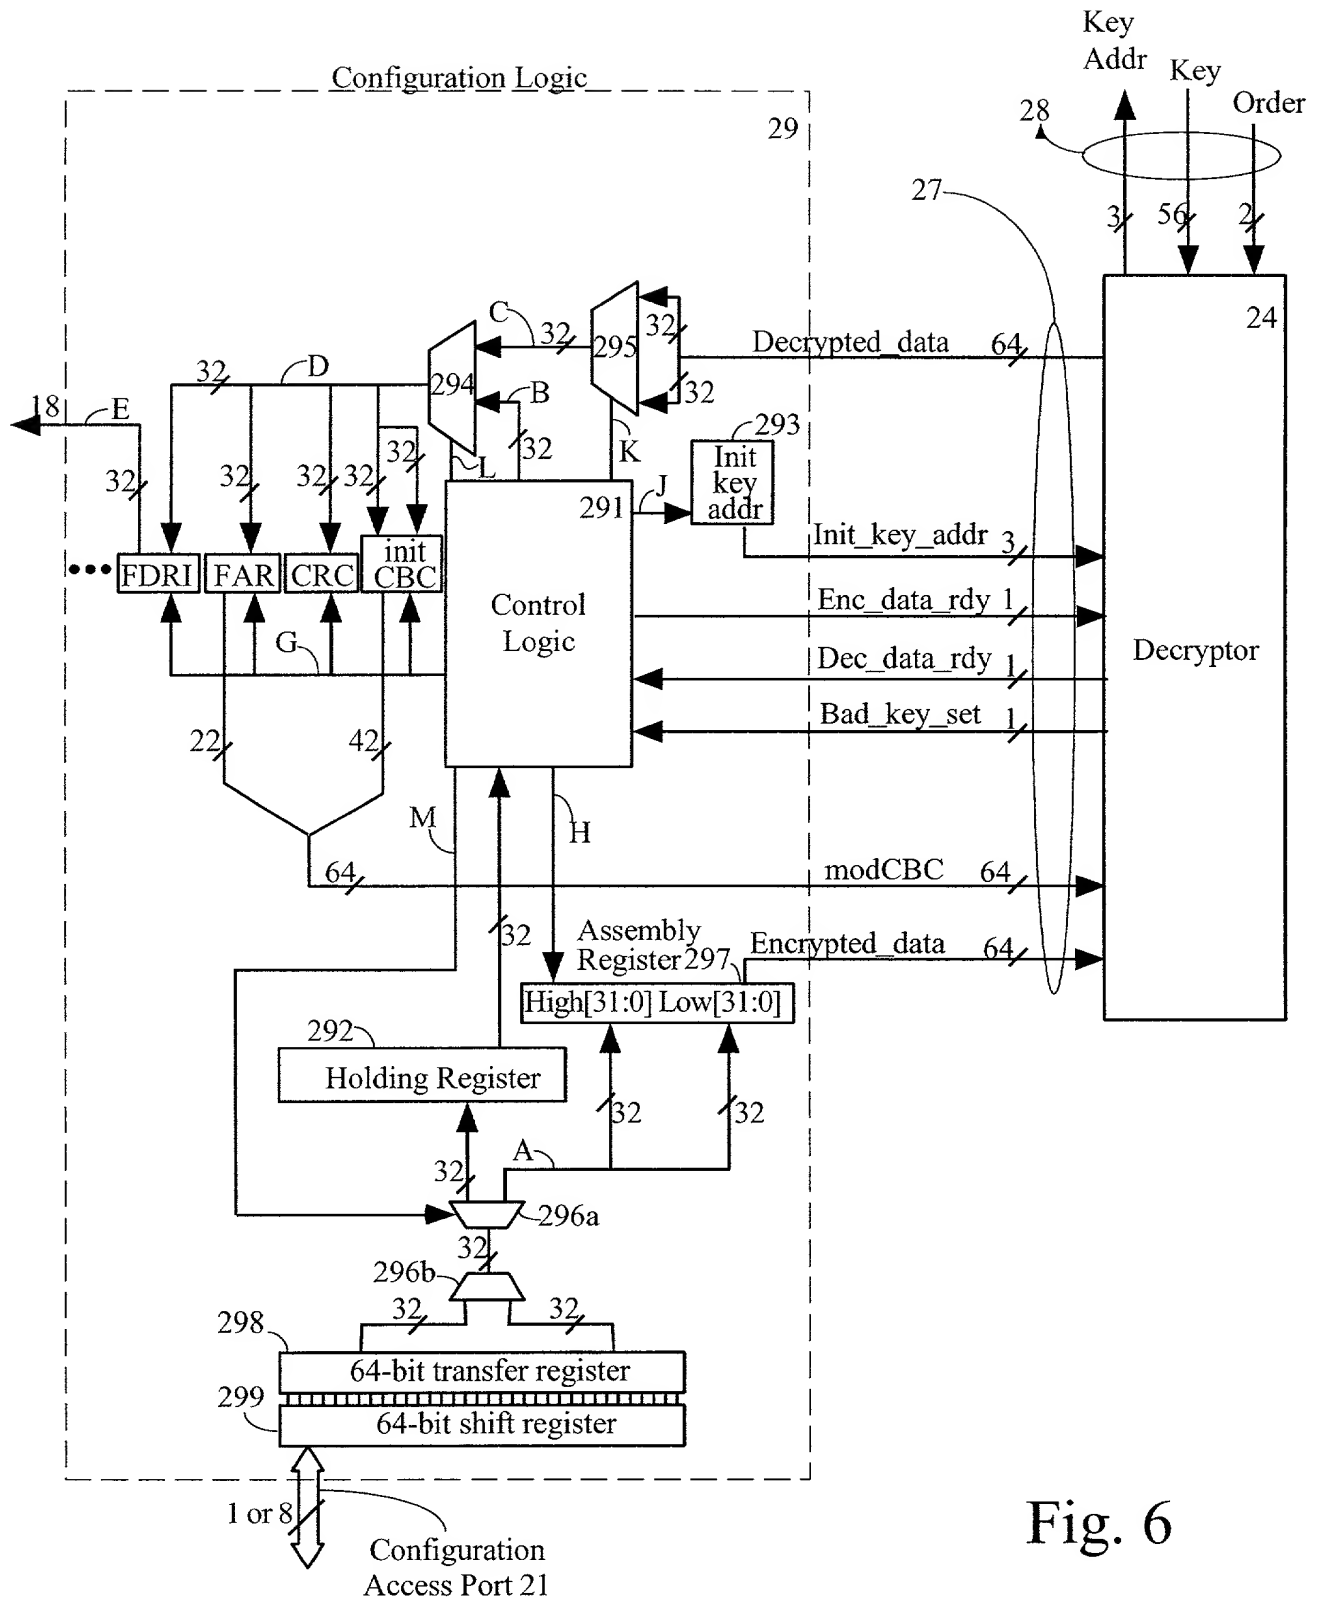 Key
Addr
Key
Order
28
Configuration Logic
29
27
3
56
2
24
C
32
295
32
Decrypted_data
64
32
D
32
294
B
32
18
E
K
293
32
32
32
32
32
L
291
J
Init
key
addr
Init_key_addr
3
FDRI
FAR
CRC
init
CBC
Control
Logic
Enc_data_rdy
1
G
Dec_data_rdy
1
Decryptor
Bad_key_set
1
22
42
M
H
64
modCBC
64
32
Assembly
Register
297
Encrypted_data
64
High[31:0]
Low[31:0]
292
Holding Register
32
32
A
32
296a
32
296b
32
32
298
64-bit transfer register
299
64-bit shift register
1 or 8
Configuration
Access Port 21
Fig. 6